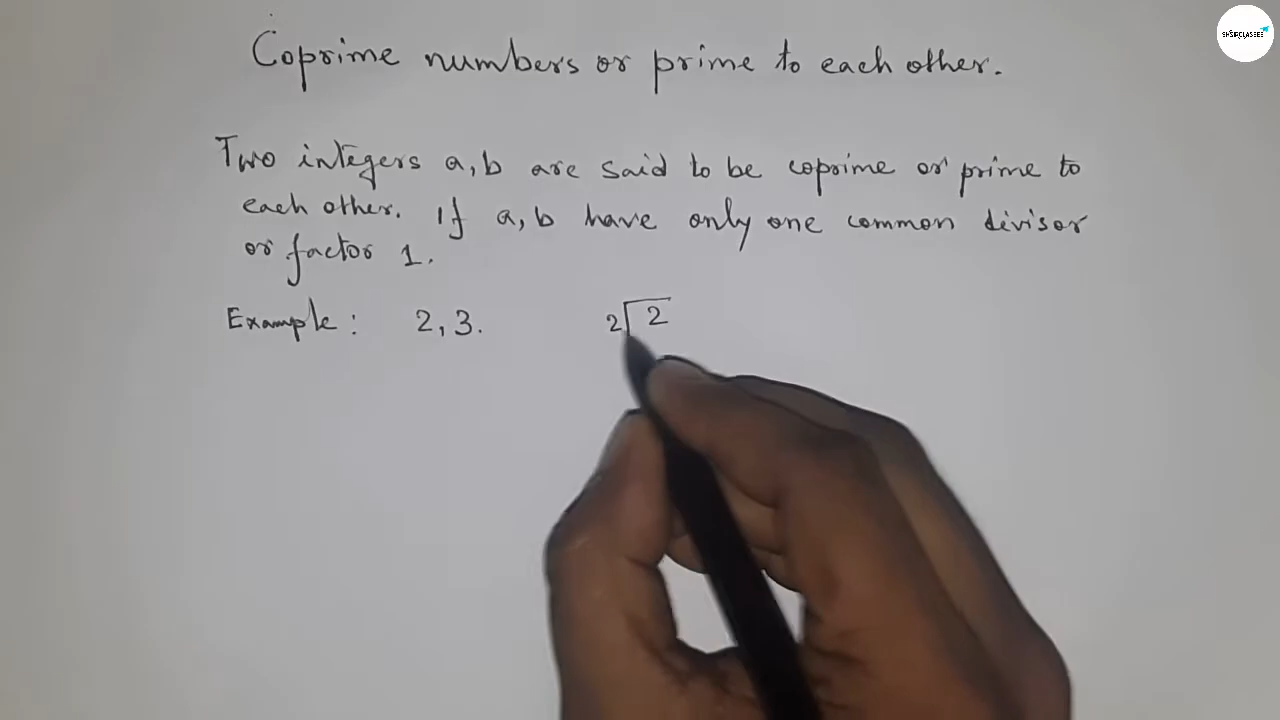 Coprime numbers or prime to each other.
Two integers a, b are said to be coprime or prime to
each other. If a, b have only one common divisor
or factor 1.
Example : 2, 3.
2 2
SHSIRCLASSES